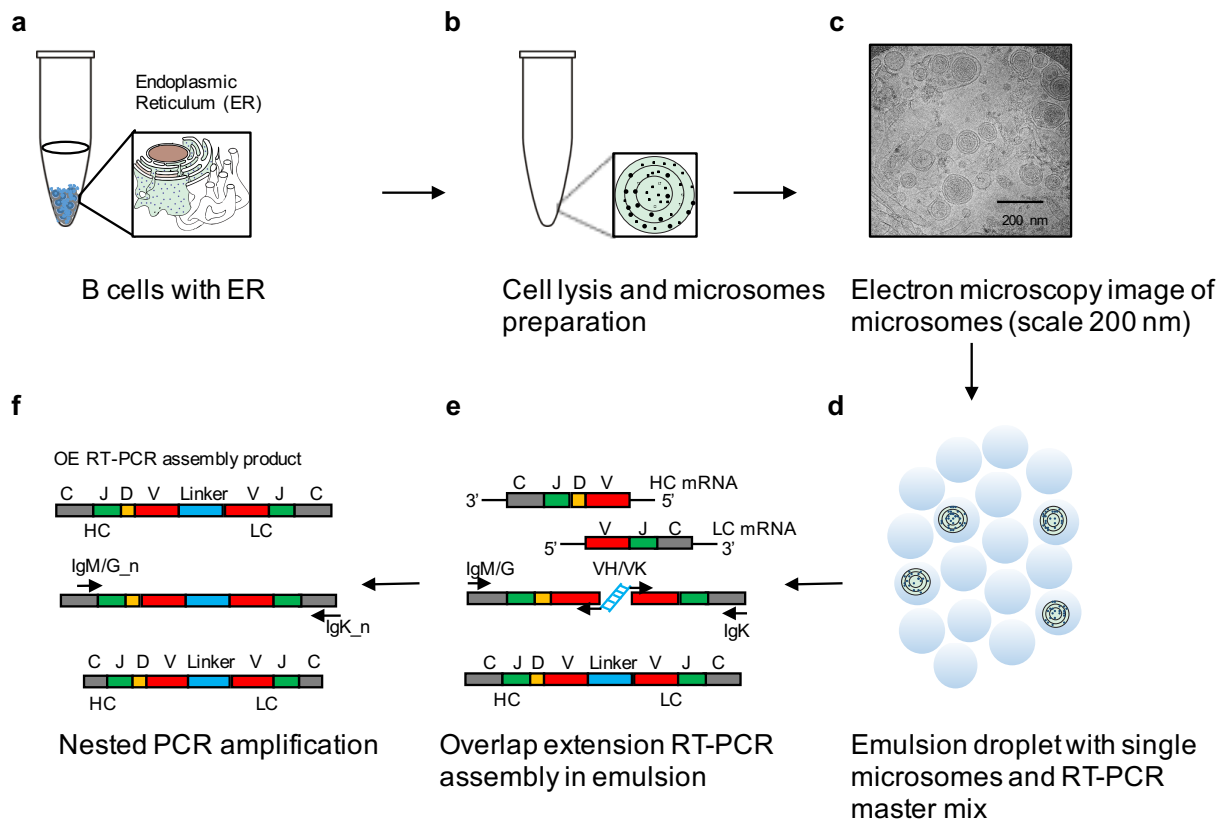 a
Endoplasmic
Reticulum (ER)
B cells with ER
b
Cell lysis and microsomes
preparation
c
200 nm
Electron microscopy image of
microsomes (scale 200 nm)
d
Emulsion droplet with single
microsomes and RT-PCR
master mix
e
C J D V HC mRNA
3’ 5’
V J C LC mRNA
5’ 3’
IgM/G VH/VK
IgK
C J D V Linker V J C
HC LC
Overlap extension RT-PCR
assembly in emulsion
f
OE RT-PCR assembly product
C J D V Linker V J C
HC LC
IgM/G_n
IgK_n
C J D V Linker V J C
HC LC
Nested PCR amplification